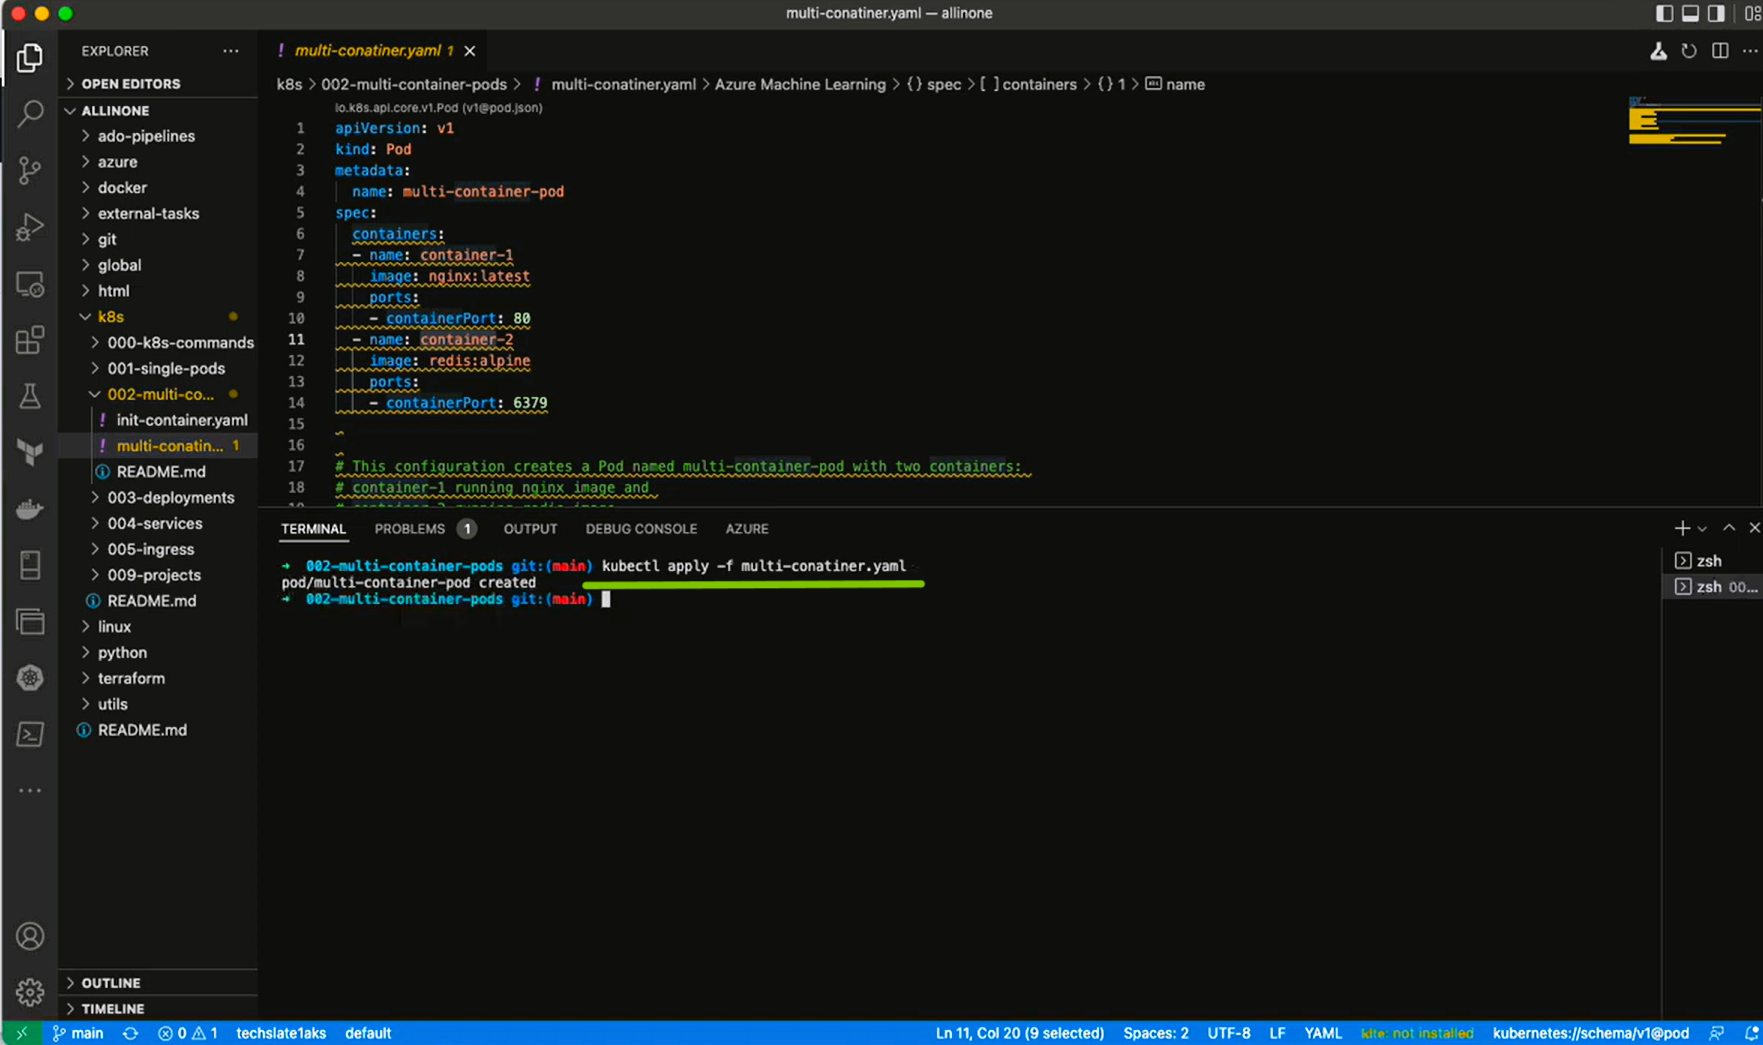 multi-conatiner.yaml — allinone
EXPLORER
OPEN EDITORS
ALLINONE
ado-pipelines
azure
docker
external-tasks
git
global
html
k8s
000-k8s-commands
001-single-pods
002-multi-co...
init-container.yaml
multi-conatin... 1
README.md
003-deployments
004-services
005-ingress
009-projects
README.md
linux
python
terraform
utils
README.md
OUTLINE
TIMELINE
multi-conatiner.yaml 1
k8s > 002-multi-container-pods > ! multi-conatiner.yaml > Azure Machine Learning > {} spec > [ ] containers > {} 1 > name
io.k8s.api.core.v1.Pod (v1@pod.json)
1 apiVersion: v1
2 kind: Pod
3 metadata:
4 name: multi-container-pod
5 spec:
6 containers:
7 - name: container-1
8 image: nginx:latest
9 ports:
10 - containerPort: 80
11 - name: container-2
12 image: redis:alpine
13 ports:
14 - containerPort: 6379
15
16
17 # This configuration creates a Pod named multi-container-pod with two containers:
18 # container-1 running nginx image and
TERMINAL PROBLEMS 1 OUTPUT DEBUG CONSOLE AZURE
→ 002-multi-container-pods git:(main) kubectl apply -f multi-conatiner.yaml
pod/multi-container-pod created
→ 002-multi-container-pods git:(main)
zsh
zsh 00...
main 0 1 techslate1aks default Ln 11, Col 20 (9 selected) Spaces: 2 UTF-8 LF YAML kite: not installed kubernetes://schema/v1@pod